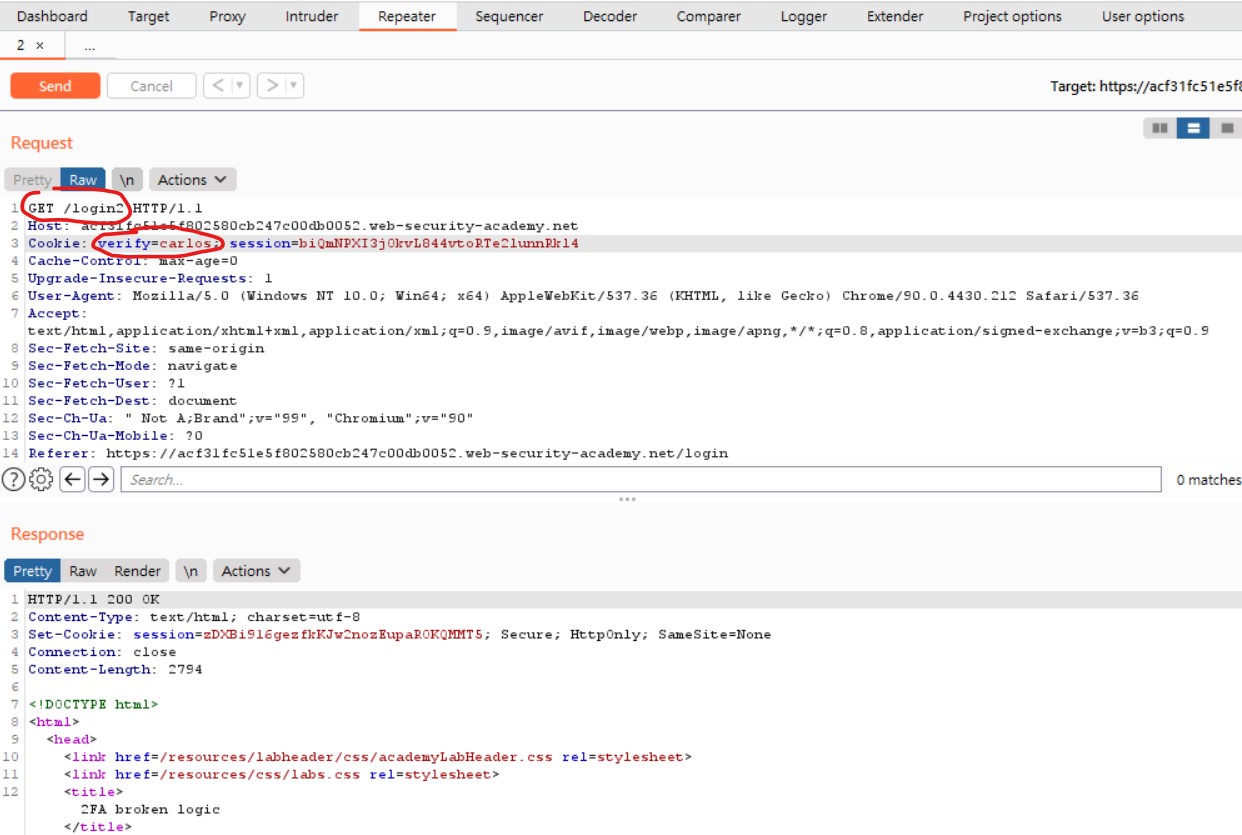 Dashboard Target Proxy Intruder Repeater Sequencer Decoder Comparer Logger Extender Project options User options
2 × ...
Send Cancel < ▼ > ▼ Target: https://acf31fc51e5f8
Request
Pretty Raw \n Actions
1 GET /login2 HTTP/1.1
2 Host: acf31fc51e5f802580cb247c00db0052.web-security-academy.net
3 Cookie: verify=carlos; session=biQmNPXI3j0kvL844vtoRTe2lunnRkl4
4 Cache-Control: max-age=0
5 Upgrade-Insecure-Requests: 1
6 User-Agent: Mozilla/5.0 (Windows NT 10.0; Win64; x64) AppleWebKit/537.36 (KHTML, like Gecko) Chrome/90.0.4430.212 Safari/537.36
7 Accept:
text/html,application/xhtml+xml,application/xml;q=0.9,image/avif,image/webp,image/apng,*/*;q=0.8,application/signed-exchange;v=b3;q=0.9
8 Sec-Fetch-Site: same-origin
9 Sec-Fetch-Mode: navigate
10 Sec-Fetch-User: ?1
11 Sec-Fetch-Dest: document
12 Sec-Ch-Ua: " Not A;Brand";v="99", "Chromium";v="90"
13 Sec-Ch-Ua-Mobile: ?0
14 Referer: https://acf31fc51e5f802580cb247c00db0052.web-security-academy.net/login
? Search... 0 matches
Response
Pretty Raw Render \n Actions
1 HTTP/1.1 200 OK
2 Content-Type: text/html; charset=utf-8
3 Set-Cookie: session=zDXBi916gezfkKJw2nozEupaR0KQMMT5; Secure; HttpOnly; SameSite=None
4 Connection: close
5 Content-Length: 2794
6
7 <!DOCTYPE html>
8 <html>
9 <head>
10 <link href=/resources/labheader/css/academyLabHeader.css rel=stylesheet>
11 <link href=/resources/css/labs.css rel=stylesheet>
12 <title>
2FA broken logic
</title>